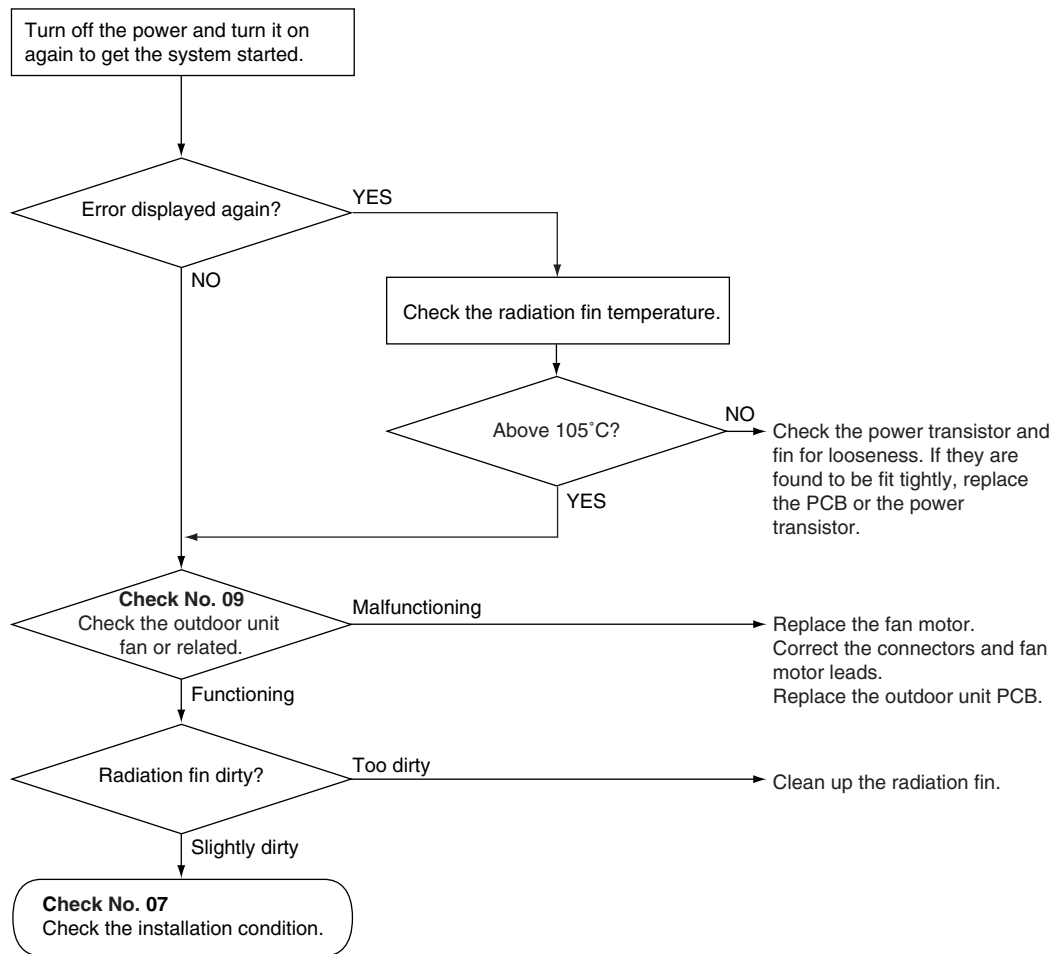 Turn off the power and turn it on
again to get the system started.
Error displayed again?
YES
NO
Check the radiation fin temperature.
Above 105˚C?
NO
Check the power transistor and
fin for looseness. If they are
found to be fit tightly, replace
the PCB or the power
transistor.
YES
Check No. 09
Check the outdoor unit
fan or related.
Malfunctioning
Replace the fan motor.
Correct the connectors and fan
motor leads.
Replace the outdoor unit PCB.
Functioning
Radiation fin dirty?
Too dirty
Clean up the radiation fin.
Slightly dirty
Check No. 07
Check the installation condition.